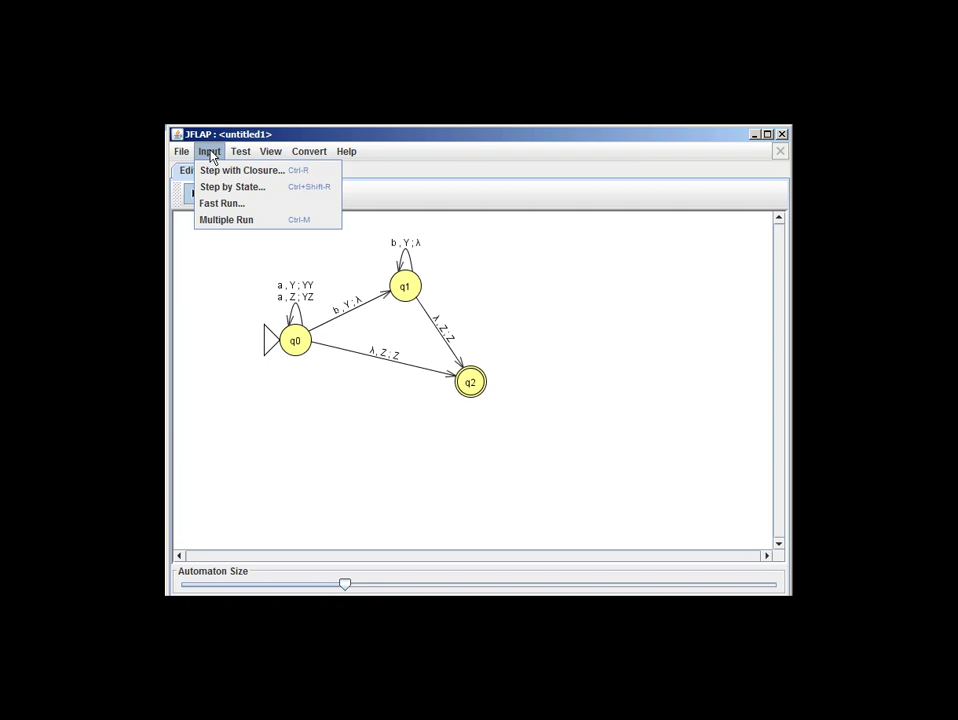 JFLAP : <untitled1>
File Input Test View Convert Help
Edi
Step with Closure... Ctrl-R
Step by State... Ctrl+Shift-R
Fast Run...
Multiple Run Ctrl-M
b , Y ; λ
q1
a , Y ; YY
a , Z ; YZ
b , Y ; λ
λ , Z ; Z
q0
λ , Z ; Z
q2
Automaton Size